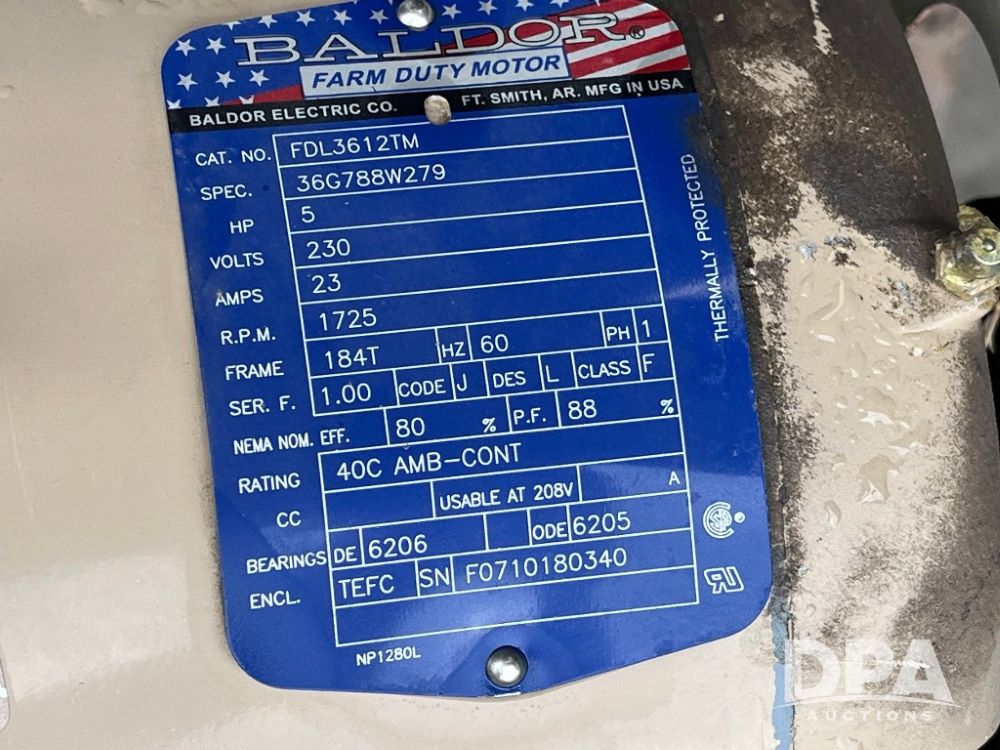 BALDOR®
FARM DUTY MOTOR
BALDOR ELECTRIC CO. FT. SMITH, AR. MFG IN USA
CAT. NO. FDL3612TM
SPEC. 36G788W279
HP 5
VOLTS 230
AMPS 23
R.P.M. 1725
FRAME 184T HZ 60 PH 1
SER. F. 1.00 CODE J DES L CLASS F
NEMA NOM. EFF. 80 % P.F. 88 %
RATING 40C AMB-CONT
CC USABLE AT 208V A
BEARINGS DE 6206 ODE 6205
ENCL. TEFC SN F0710180340
NP1280L
THERMALLY PROTECTED
DPA
AUCTIONS